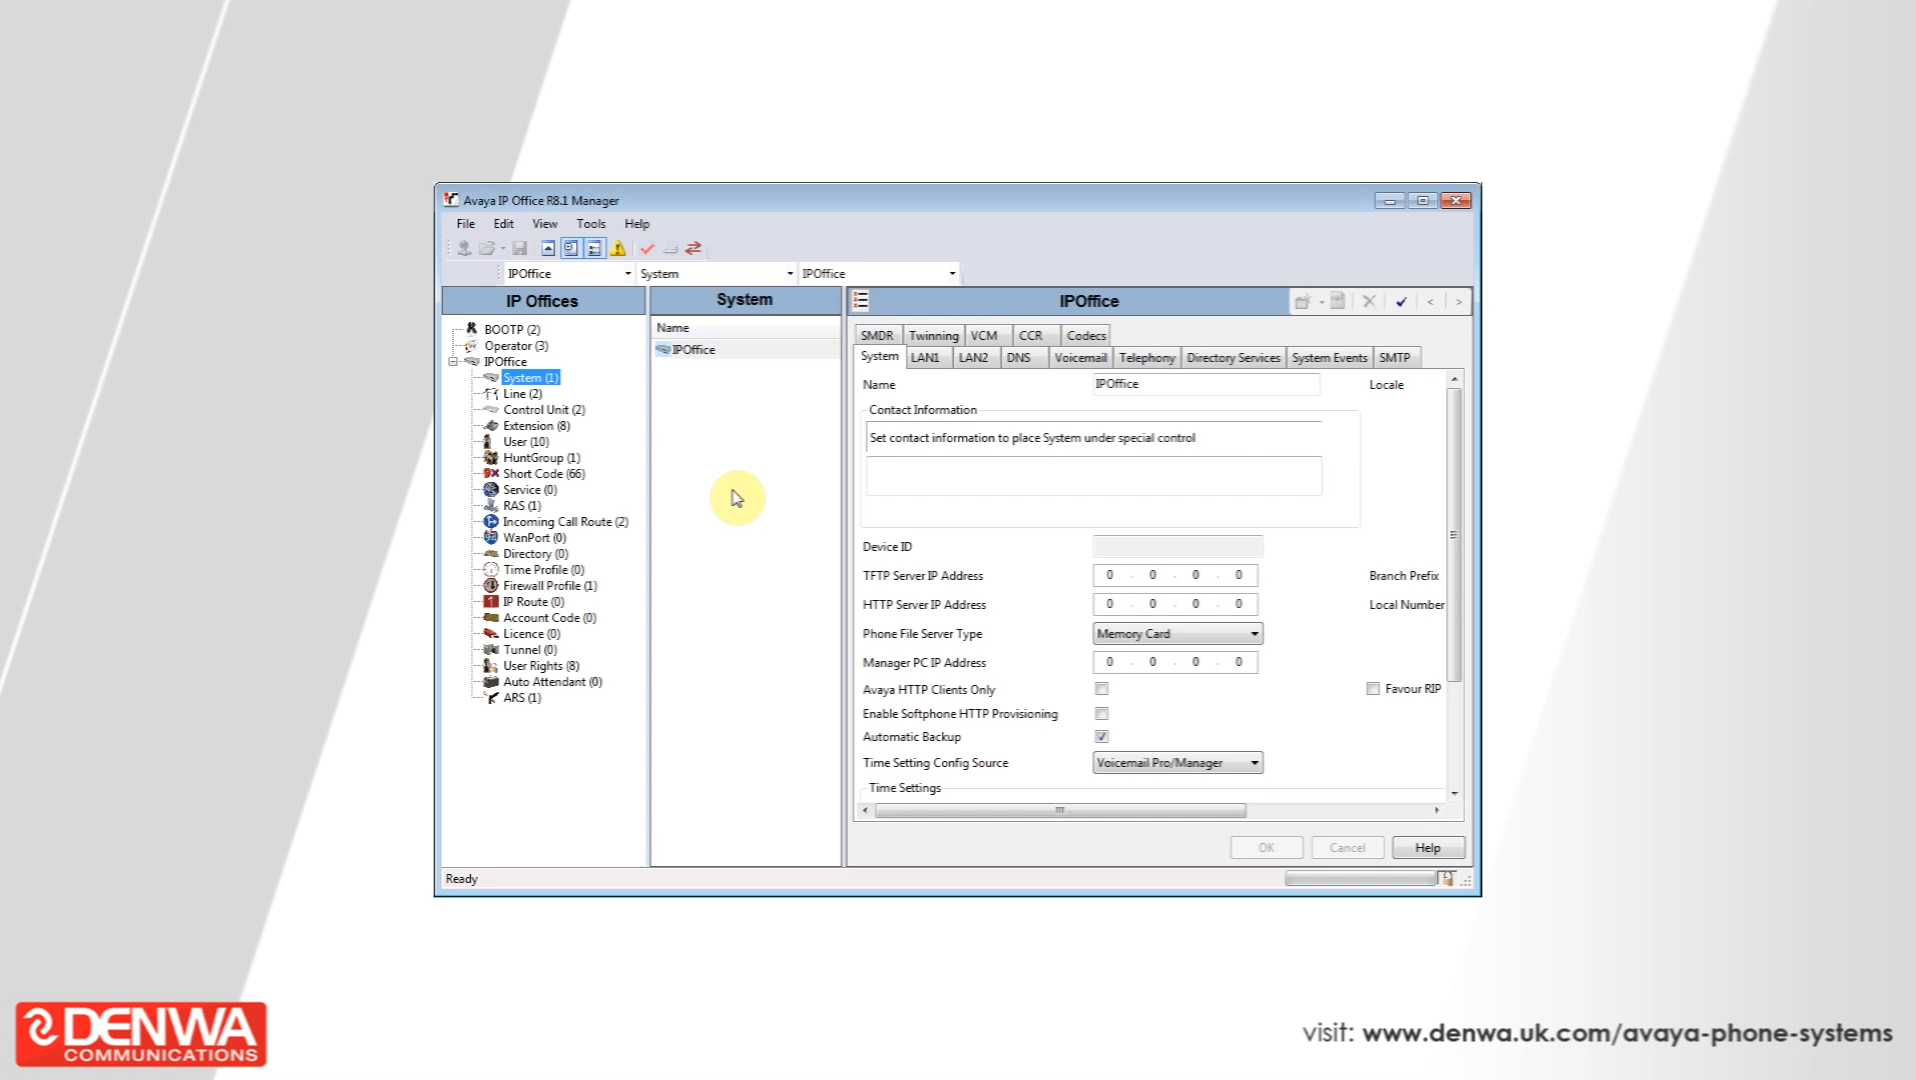 Avaya IP Office R8.1 Manager
File Edit View Tools Help
IPOffice System IPOffice
IP Offices
BOOTP (2)
Operator (3)
IPOffice
System (1)
Line (2)
Control Unit (2)
Extension (8)
User (10)
HuntGroup (1)
Short Code (66)
Service (0)
RAS (1)
Incoming Call Route (2)
WanPort (0)
Directory (0)
Time Profile (0)
Firewall Profile (1)
IP Route (0)
Account Code (0)
Licence (0)
Tunnel (0)
User Rights (8)
Auto Attendant (0)
ARS (1)
System
Name
IPOffice
IPOffice
SMDR Twinning VCM CCR Codecs
System LAN1 LAN2 DNS Voicemail Telephony Directory Services System Events SMTP
Name IPOffice Locale
Contact Information
Set contact information to place System under special control
Device ID
TFTP Server IP Address 0 . 0 . 0 . 0 Branch Prefix
HTTP Server IP Address 0 . 0 . 0 . 0 Local Number
Phone File Server Type Memory Card
Manager PC IP Address 0 . 0 . 0 . 0
Avaya HTTP Clients Only Favour RIP
Enable Softphone HTTP Provisioning
Automatic Backup
Time Setting Config Source Voicemail Pro/Manager
Time Settings
OK Cancel Help
Ready
DENWA
COMMUNICATIONS
visit: www.denwa.uk.com/avaya-phone-systems